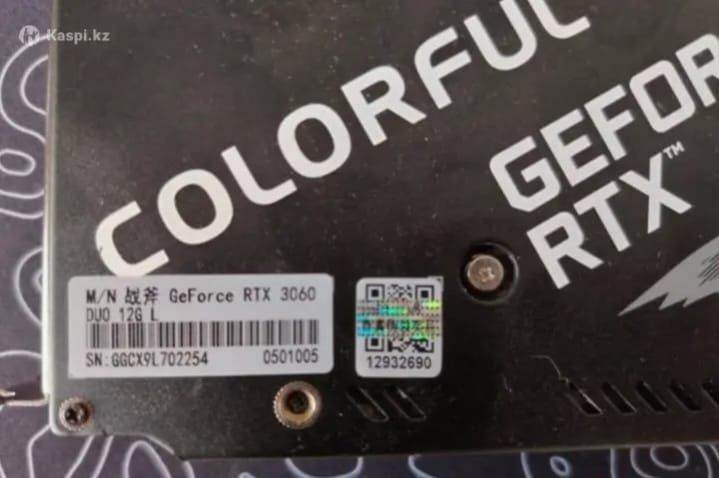 Kaspi.kz
COLORFUL
GEFOR
RTX™
M/N 战斧 GeForce RTX 3060
DUO 12G L
SN:GGCX9L702254 0501005
12932690